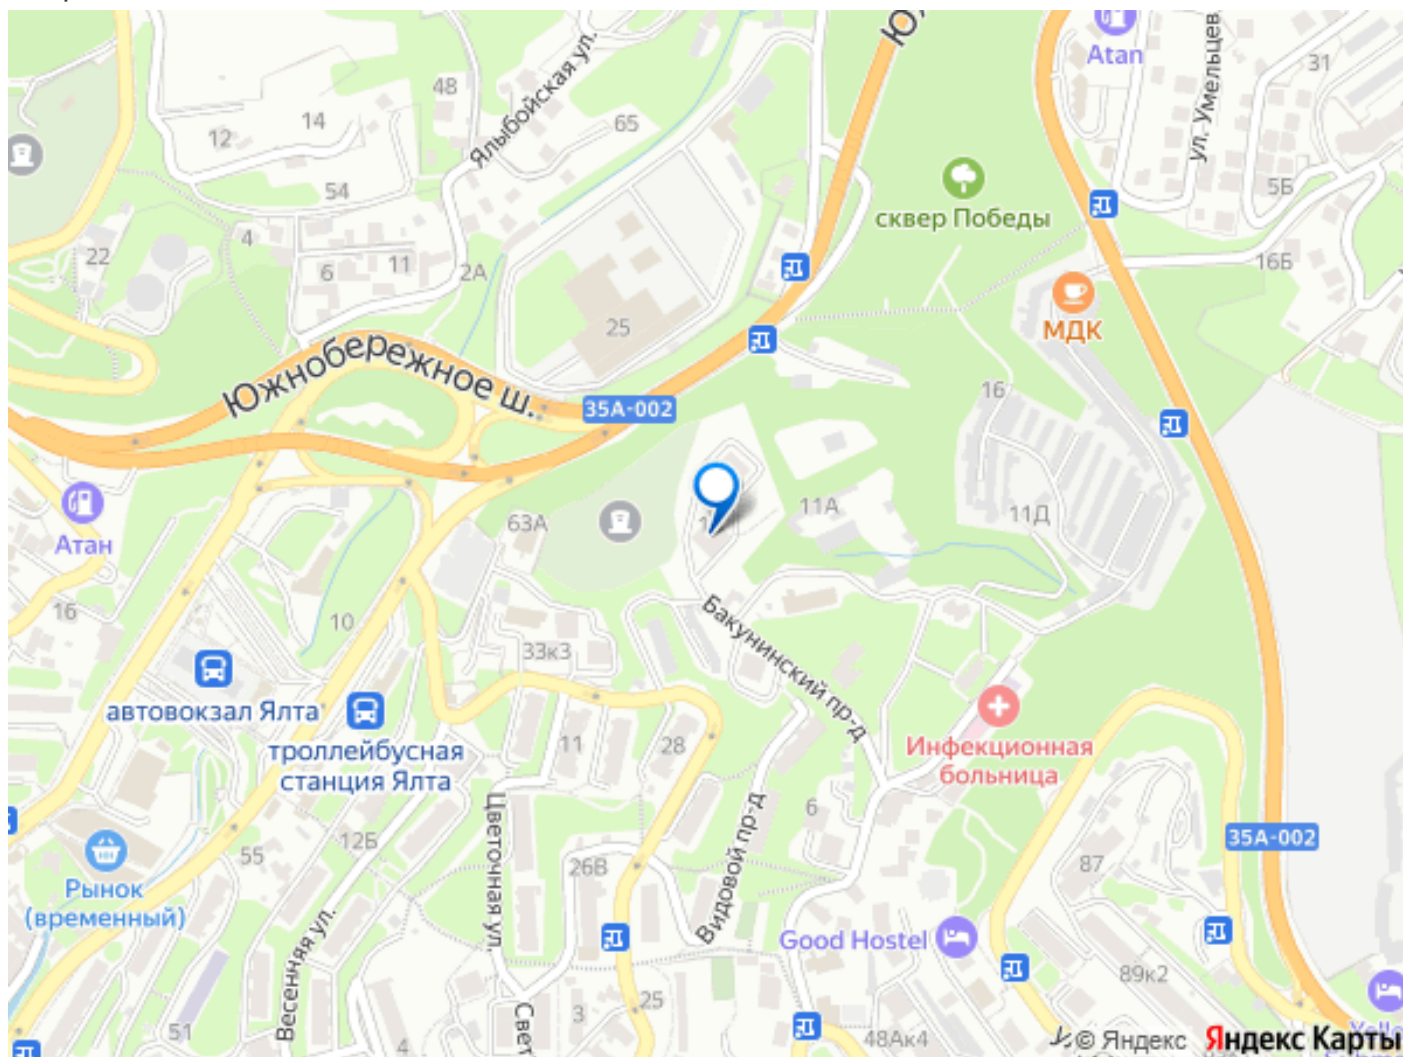 Ю
Atan
ул. Умельцев
31
48
Ялыбойская ул.
65
14
12
54
5Б
сквер Победы
4
22
6
11
2А
16Б
25
МДК
Южнобережное ш.
35А-002
16
Атан
63А
11А
11Д
16
10
Бакунинский пр-д
33к3
автовокзал Ялта
троллейбусная
станция Ялта
11
28
Инфекционная
больница
Цветочная ул.
6
Видовой пр-д
12Б
55
26В
87
35А-002
Рынок
(временный)
Весенняя ул.
Good Hostel
89к2
25
3
Свет
51
4
48Ак4
© Яндекс
Яндекс Карты